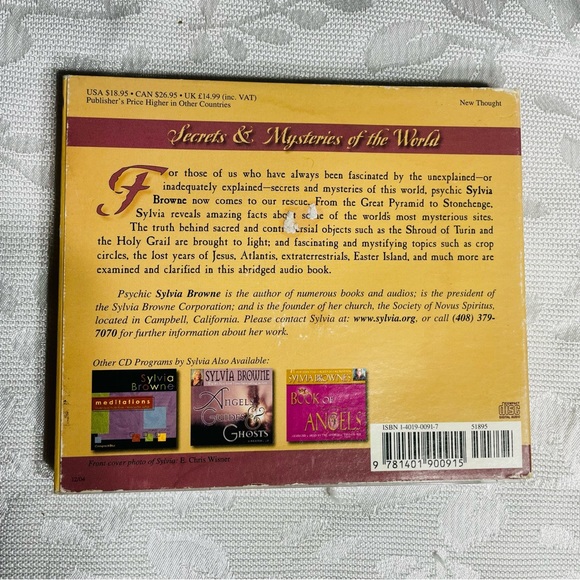 USA $18.95 • CAN $26.95 • UK £14.99 (inc. VAT)
Publisher's Price Higher in Other Countries
New Thought
Secrets & Mysteries of the World
For those of us who have always been fascinated by the unexplained—or
inadequately explained—secrets and mysteries of this world, psychic Sylvia
Browne now comes to our rescue. From the Great Pyramid to Stonehenge,
Sylvia reveals amazing facts about some of the world's most mysterious sites.
The truth behind sacred and controversial objects such as the Shroud of Turin and
the Holy Grail are brought to light; and fascinating and mystifying topics such as crop
circles, the lost years of Jesus, Atlantis, extraterrestrials, Easter Island, and much more are
examined and clarified in this abridged audio book.
Psychic Sylvia Browne is the author of numerous books and audios; is the president of
the Sylvia Browne Corporation; and is the founder of her church, the Society of Novus Spiritus,
located in Campbell, California. Please contact Sylvia at: www.sylvia.org, or call (408) 379-
7070 for further information about her work.
Other CD Programs by Sylvia Also Available:
Sylvia
Browne
meditations
SYLVIA BROWNE
ANGELS,
GUIDES &
GHOSTS
SYLVIA BROWNE'S
BOOK OF
ANGELS
COMPACT
disc
DIGITAL AUDIO
ISBN 1-4019-0091-7
51895
9 781401 900915
Front cover photo of Sylvia: E. Chris Wisner